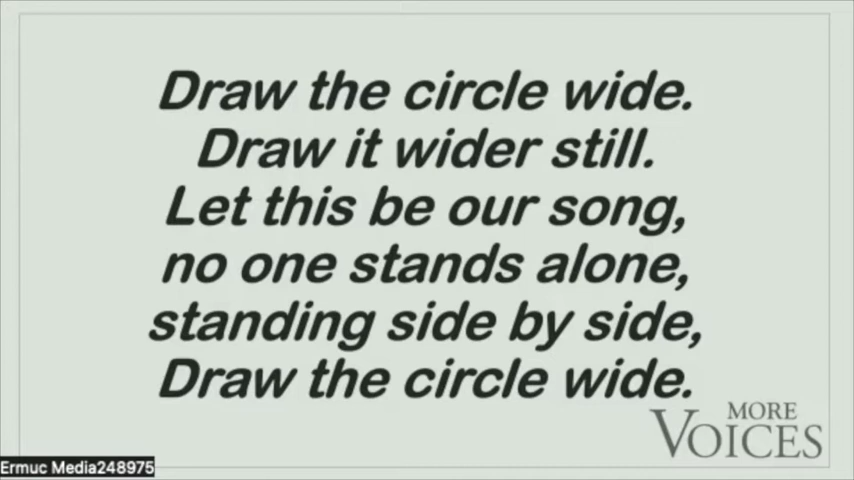 Draw the circle wide.
Draw it wider still.
Let this be our song,
no one stands alone,
standing side by side,
Draw the circle wide.
MORE
VOICES
Ermuc Media248975